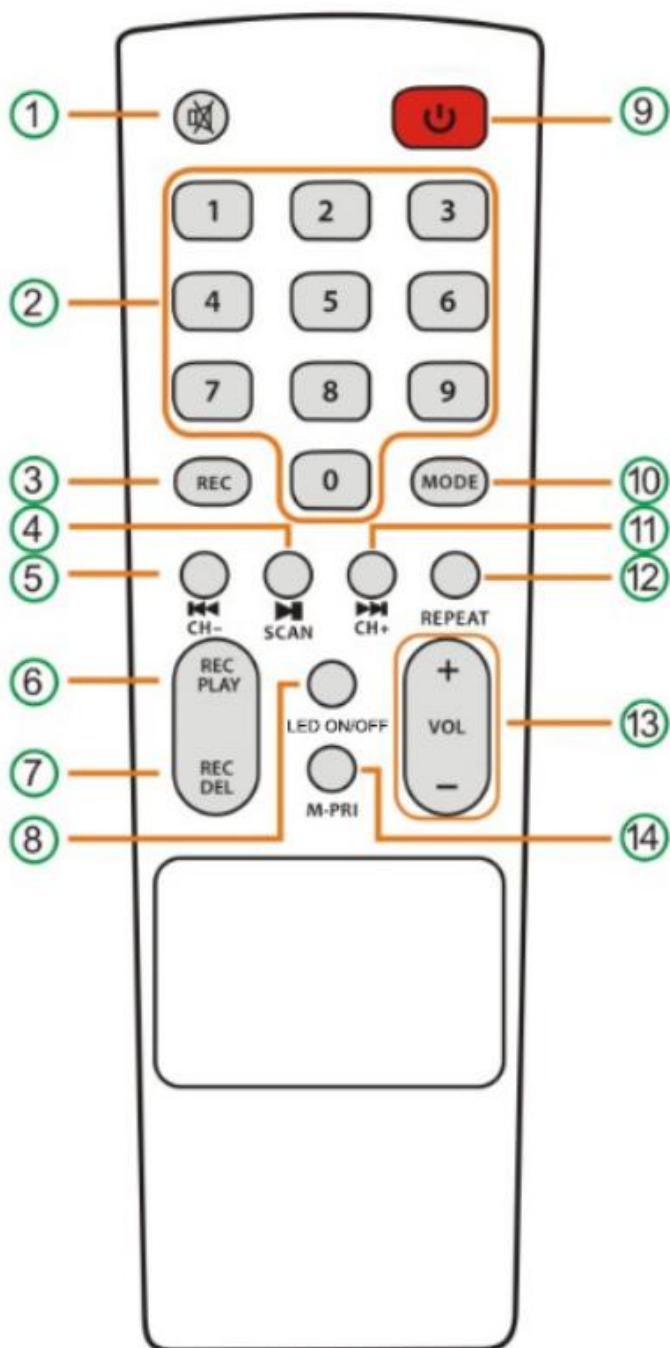 ① ⑨
1 2 3
② 4 5 6
7 8 9
③ REC 0 MODE ⑩
④ ⑪
⑤ ⑫
CH− SCAN CH+ REPEAT
⑥ REC PLAY +
LED ON/OFF VOL ⑬
⑦ REC DEL −
⑧ M-PRI ⑭